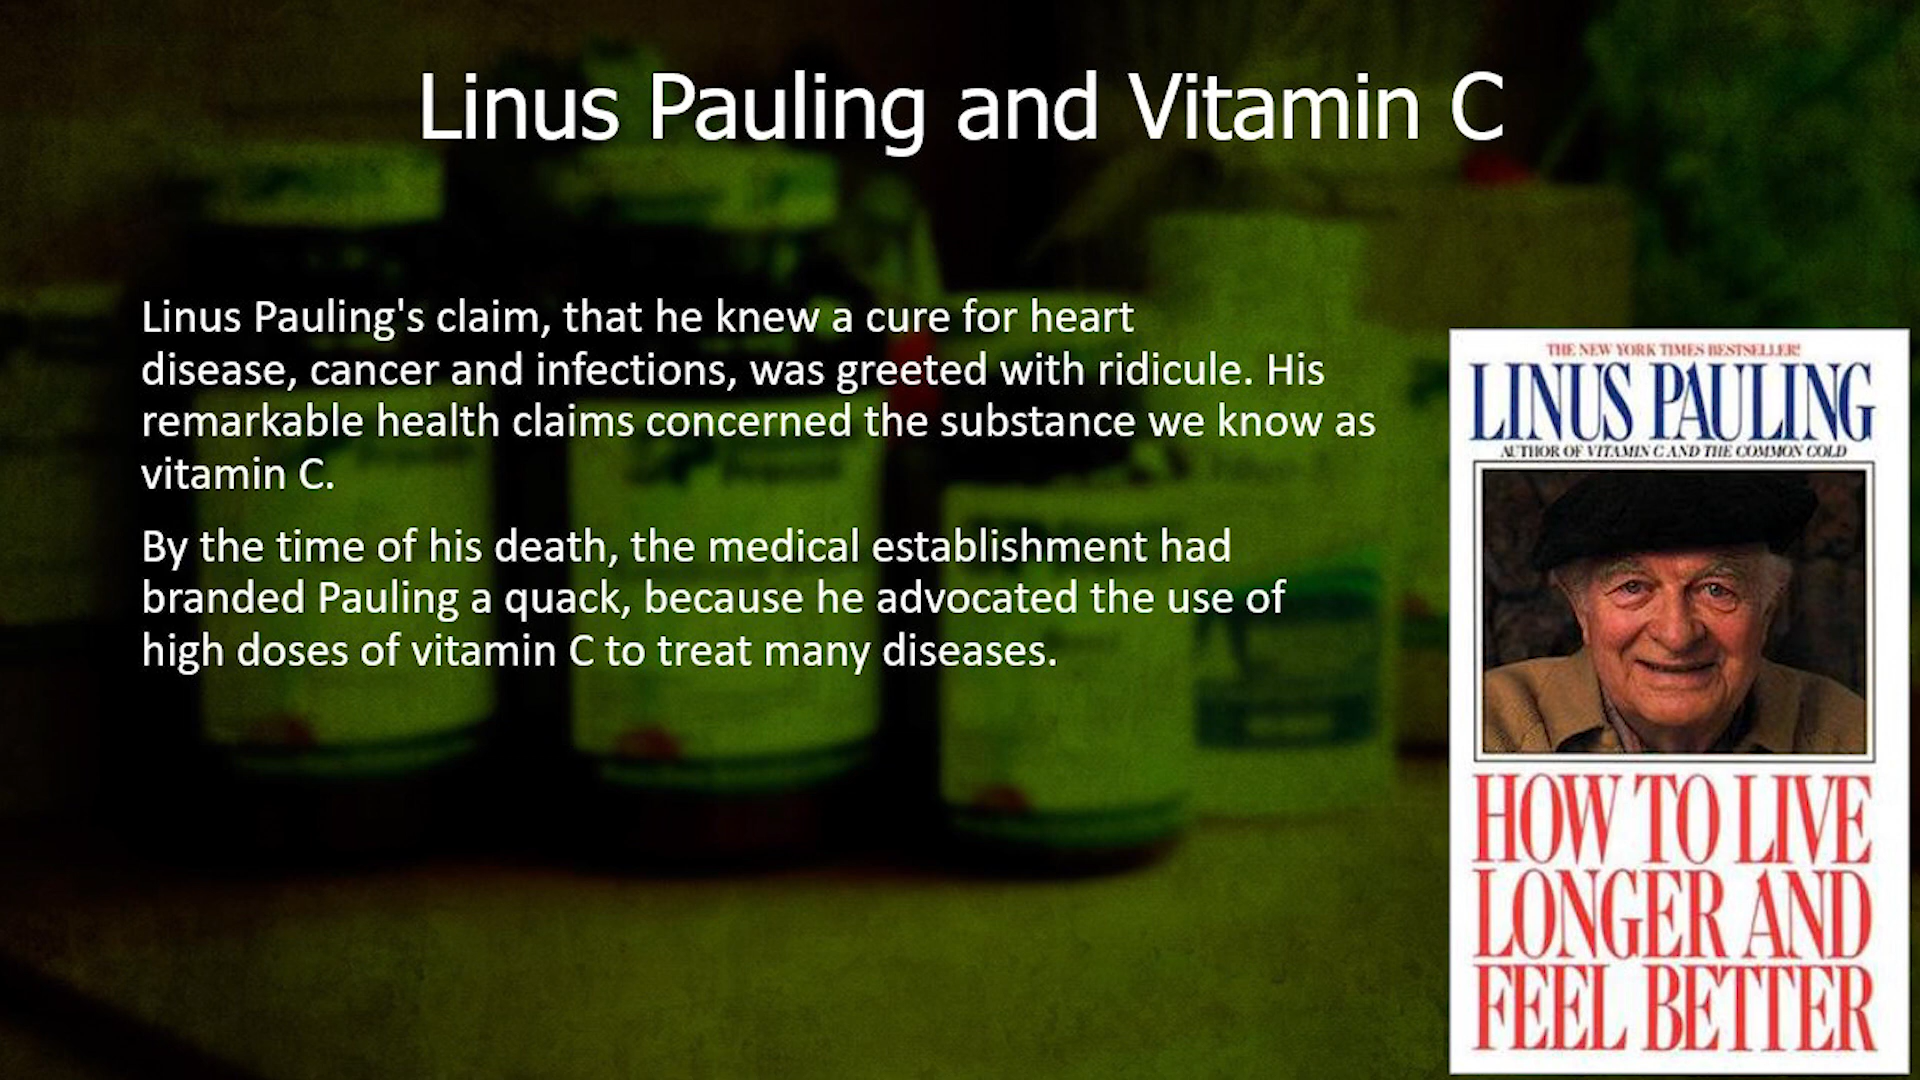 Linus Pauling and Vitamin C
Linus Pauling's claim, that he knew a cure for heart
disease, cancer and infections, was greeted with ridicule. His
remarkable health claims concerned the substance we know as
vitamin C.
By the time of his death, the medical establishment had
branded Pauling a quack, because he advocated the use of
high doses of vitamin C to treat many diseases.
THE NEW YORK TIMES BESTSELLER!
LINUS PAULING
AUTHOR OF VITAMIN C AND THE COMMON COLD
HOW TO LIVE
LONGER AND
FEEL BETTER